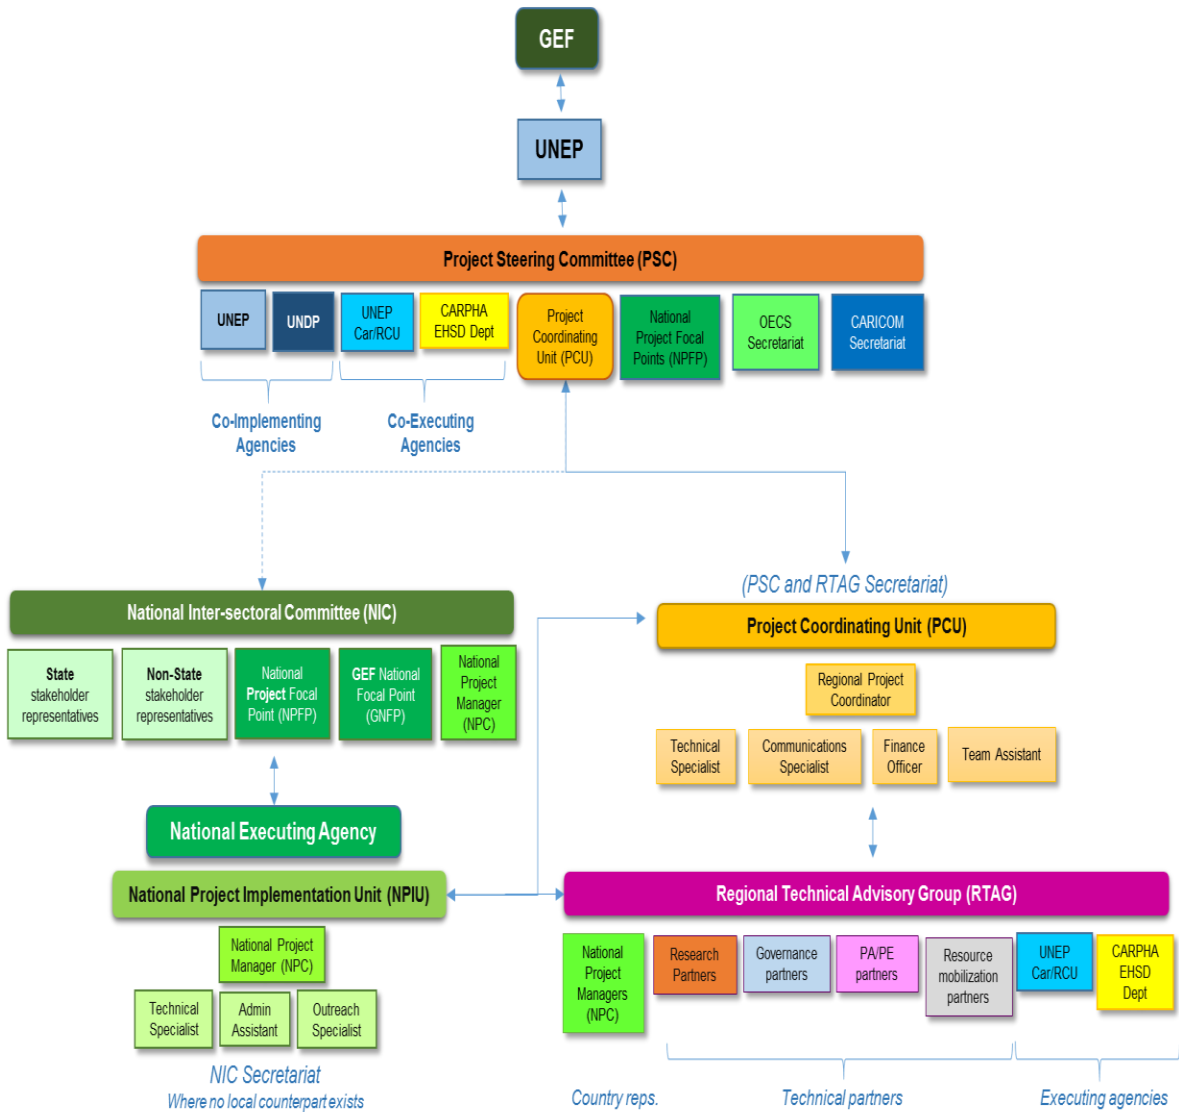 GEF
UNEP
Project Steering Committee (PSC)
UNEP
UNDP
UNEP
Car/RCU
CARPHA
EHSD Dept
Project
Coordinating
Unit (PCU)
National
Project Focal
Points (NPFP)
OECS
Secretariat
CARICOM
Secretariat
Co-Implementing
Agencies
Co-Executing
Agencies
(PSC and RTAG Secretariat)
National Inter-sectoral Committee (NIC)
Project Coordinating Unit (PCU)
State
stakeholder
representatives
Non-State
stakeholder
representatives
National
Project Focal
Point (NPFP)
GEF National
Focal Point
(GNFP)
National
Project
Manager
(NPC)
Regional Project
Coordinator
Technical
Specialist
Communications
Specialist
Finance
Officer
Team Assistant
National Executing Agency
National Project Implementation Unit (NPIU)
Regional Technical Advisory Group (RTAG)
National Project
Manager (NPC)
Technical
Specialist
Admin
Assistant
Outreach
Specialist
NIC Secretariat
Where no local counterpart exists
National
Project
Managers
(NPC)
Research
Partners
Governance
partners
PA/PE
partners
Resource
mobilization
partners
UNEP
Car/RCU
CARPHA
EHSD
Dept
Country reps.
Technical partners
Executing agencies